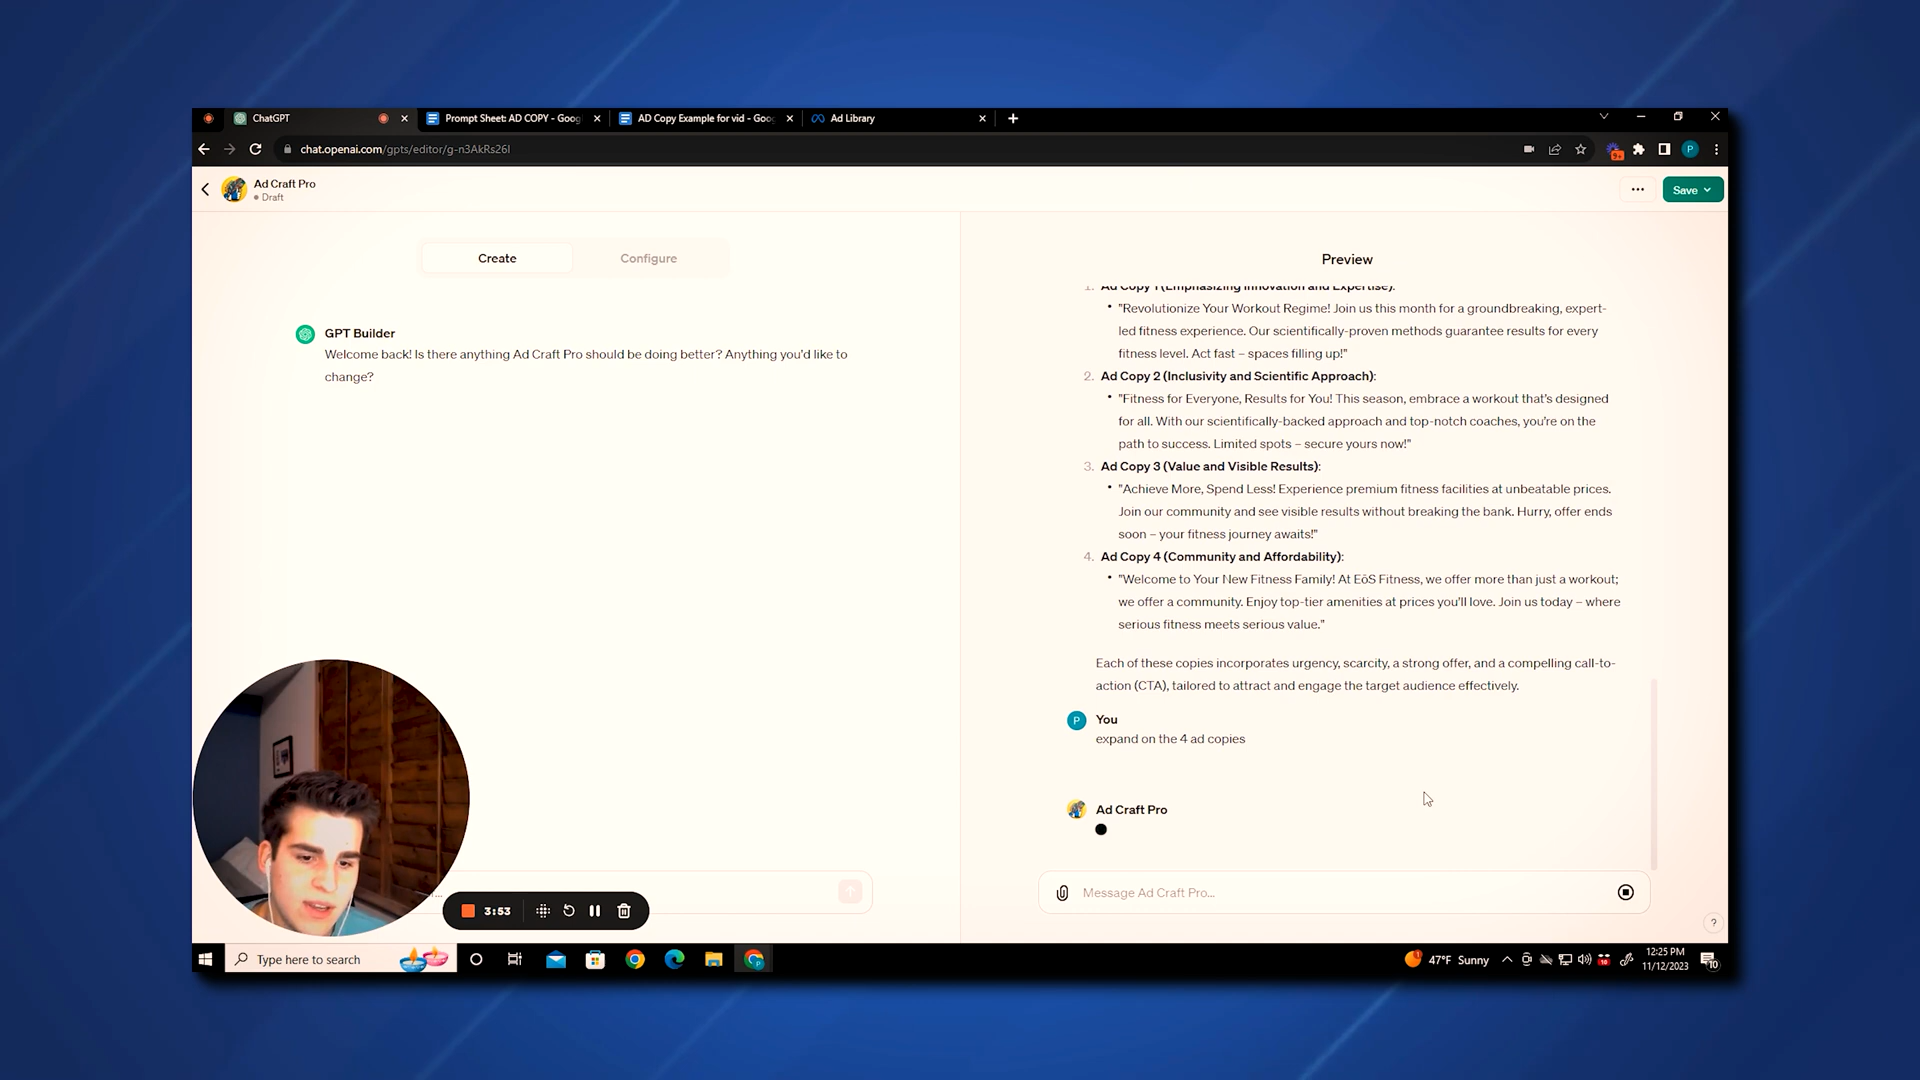 ChatGPT
Prompt Sheet: AD COPY - Goog
AD Copy Example for vid - Goo
Ad Library
chat.openai.com/gpts/editor/g-n3AkRs26l
9+
P
Ad Craft Pro
Draft
Save
Create
Configure
Preview
GPT Builder
Welcome back! Is there anything Ad Craft Pro should be doing better? Anything you'd like to
change?
1. Ad Copy 1 (Emphasizing Innovation and Expertise):
"Revolutionize Your Workout Regime! Join us this month for a groundbreaking, expert-
led fitness experience. Our scientifically-proven methods guarantee results for every
fitness level. Act fast – spaces filling up!"
2. Ad Copy 2 (Inclusivity and Scientific Approach):
"Fitness for Everyone, Results for You! This season, embrace a workout that's designed
for all. With our scientifically-backed approach and top-notch coaches, you're on the
path to success. Limited spots – secure yours now!"
3. Ad Copy 3 (Value and Visible Results):
"Achieve More, Spend Less! Experience premium fitness facilities at unbeatable prices.
Join our community and see visible results without breaking the bank. Hurry, offer ends
soon – your fitness journey awaits!"
4. Ad Copy 4 (Community and Affordability):
"Welcome to Your New Fitness Family! At EōS Fitness, we offer more than just a workout;
we offer a community. Enjoy top-tier amenities at prices you'll love. Join us today – where
serious fitness meets serious value."
Each of these copies incorporates urgency, scarcity, a strong offer, and a compelling call-to-
action (CTA), tailored to attract and engage the target audience effectively.
P
You
expand on the 4 ad copies
Ad Craft Pro
Message Ad Craft Pro...
?
3:53
Type here to search
47°F Sunny
12:25 PM
11/12/2023
10